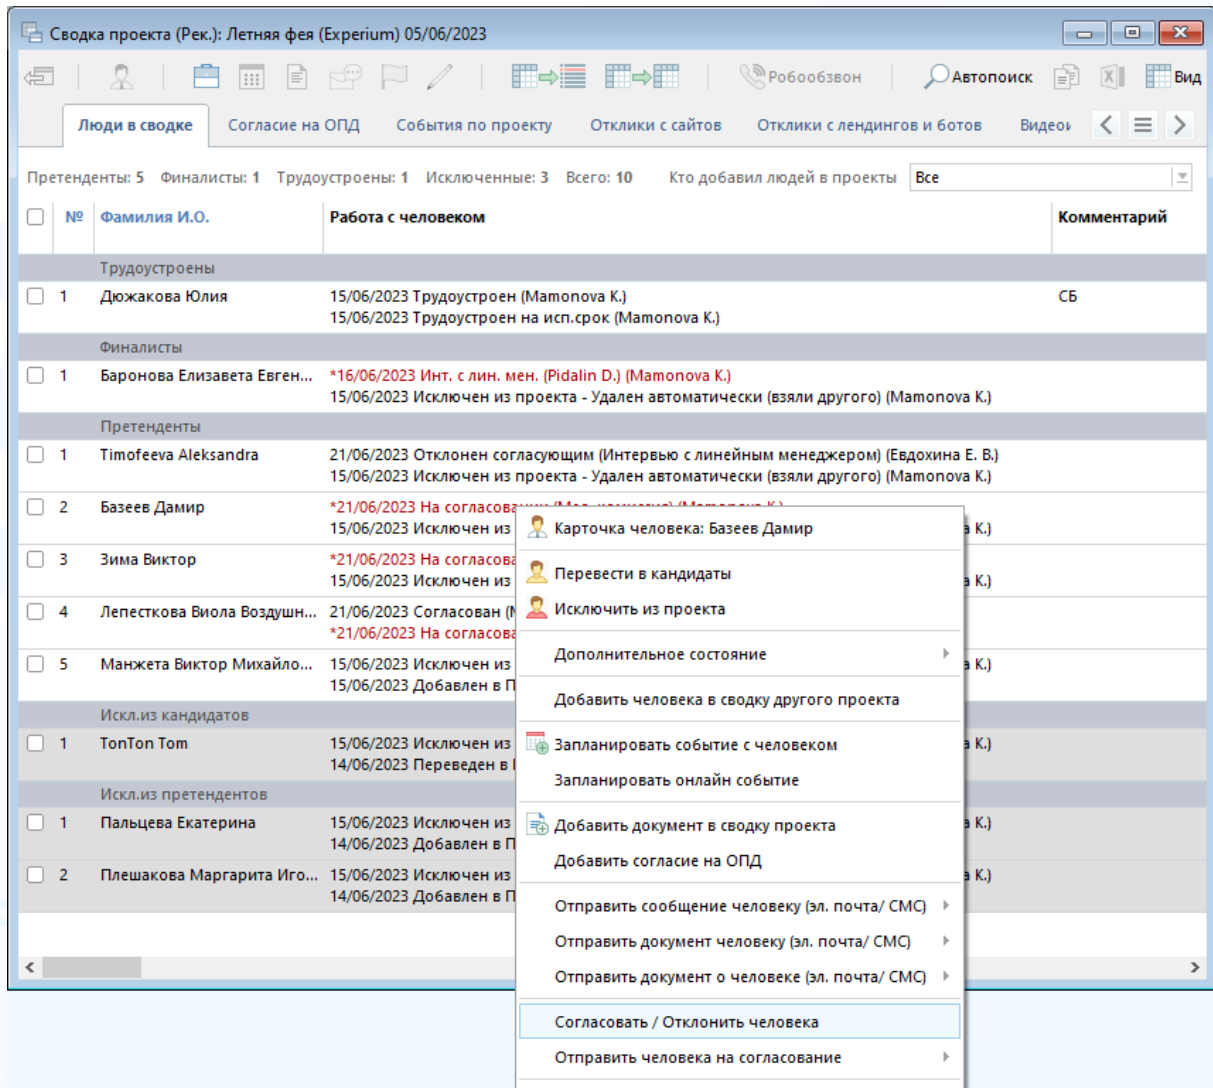 Сводка проекта (Рек.): Летняя фея (Experium) 05/06/2023
Робообзвон Автопоиск Вид
Люди в сводке Согласие на ОПД События по проекту Отклики с сайтов Отклики с лендингов и ботов Видеои
Претенденты: 5 Финалисты: 1 Трудоустроены: 1 Исключенные: 3 Всего: 10 Кто добавил людей в проекты Все
№ Фамилия И.О. Работа с человеком Комментарий
Трудоустроены
1 Дюжакова Юлия 15/06/2023 Трудоустроен (Mamonova K.) СБ
15/06/2023 Трудоустроен на исп.срок (Mamonova K.)
Финалисты
1 Баронова Елизавета Евген... *16/06/2023 Инт. с лин. мен. (Pidalin D.) (Mamonova K.)
15/06/2023 Исключен из проекта - Удален автоматически (взяли другого) (Mamonova K.)
Претенденты
1 Timofeeva Aleksandra 21/06/2023 Отклонен согласующим (Интервью с линейным менеджером) (Евдохина Е. В.)
15/06/2023 Исключен из проекта - Удален автоматически (взяли другого) (Mamonova K.)
2 Базеев Дамир *21/06/2023 На согласовании
15/06/2023 Исключен из а K.)
3 Зима Виктор *21/06/2023 На согласова
15/06/2023 Исключен из а K.)
4 Лепесткова Виола Воздушн... 21/06/2023 Согласован (
*21/06/2023 На согласова
5 Манжета Виктор Михайло... 15/06/2023 Исключен из а K.)
15/06/2023 Добавлен в П
Искл.из кандидатов
1 TonTon Tom 15/06/2023 Исключен из а K.)
14/06/2023 Переведен в
Искл.из претендентов
1 Пальцева Екатерина 15/06/2023 Исключен из а K.)
14/06/2023 Добавлен в П
2 Плешакова Маргарита Иго... 15/06/2023 Исключен из а K.)
14/06/2023 Добавлен в П
Карточка человека: Базеев Дамир
Перевести в кандидаты
Исключить из проекта
Дополнительное состояние
Добавить человека в сводку другого проекта
Запланировать событие с человеком
Запланировать онлайн событие
Добавить документ в сводку проекта
Добавить согласие на ОПД
Отправить сообщение человеку (эл. почта/ СМС)
Отправить документ человеку (эл. почта/ СМС)
Отправить документ о человеке (эл. почта/ СМС)
Согласовать / Отклонить человека
Отправить человека на согласование